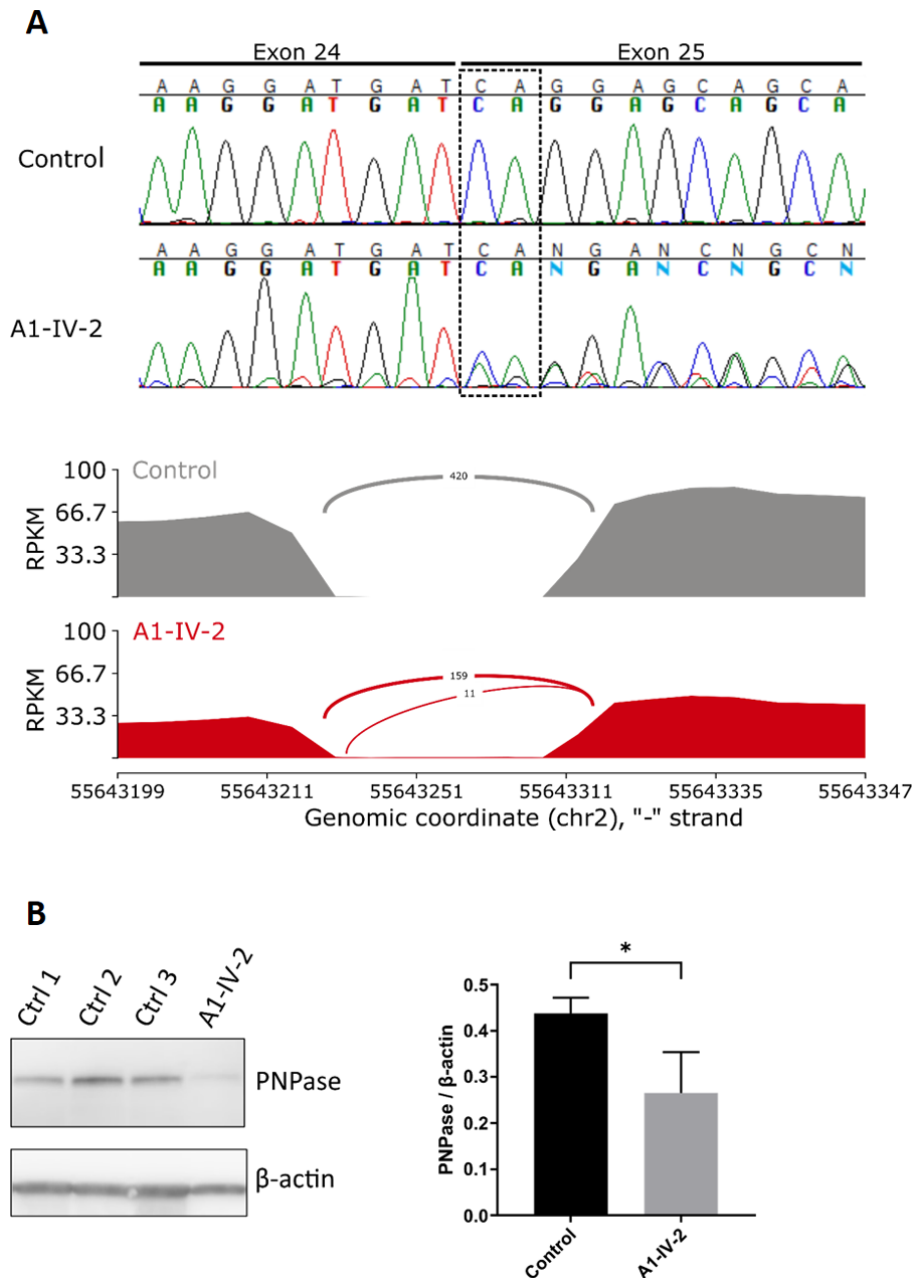 A
Exon 24 Exon 25
A A G G A T G A T C A G G A G C A G C A
A A G G A T G A T C A G G A G C A G C A
Control
A A G G A T G A T C A N G A N C N G C N
A A G G A T G A T C A N G A N C N G C N
A1-IV-2
100
66.7
33.3
RPKM
Control
420
100
66.7
33.3
RPKM
A1-IV-2
159
11
55643199 55643211 55643251 55643311 55643335 55643347
Genomic coordinate (chr2), "-" strand
B
Ctrl 1 Ctrl 2 Ctrl 3 A1-IV-2
PNPase
β-actin
*
0.5
0.4
0.3
0.2
0.1
0.0
PNPase / β-actin
Control A1-IV-2